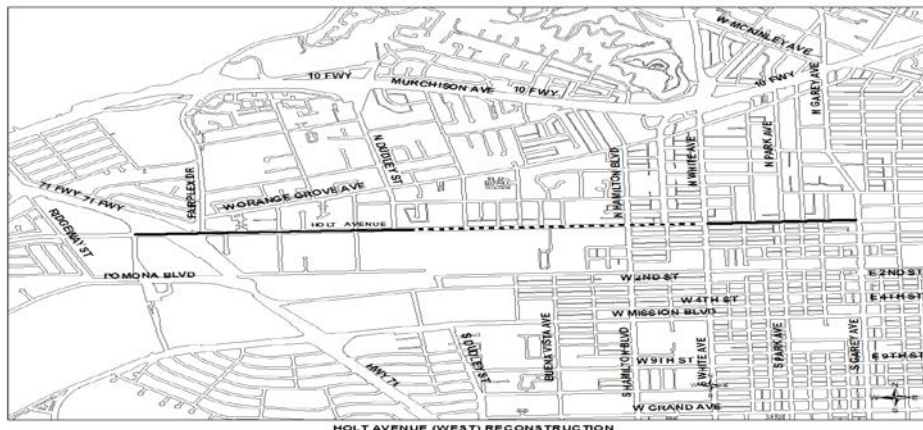 W MCKINLEY AVE
10 FWY
MURCHISON AVE
10 FWY
10 FWY
N GAREY AVE
N DUDLEY ST
N HAMILTON BLVD
N WHITE AVE
N PARK AVE
FAIRPLEX DR
W ORANGE GROVE AVE
71 FWY
71 FWY
RIDGEWAY ST
HOLT AVENUE
POMONA BLVD
W 2ND ST
E 2ND ST
W 4TH ST
E 4TH ST
W MISSION BLVD
BUENA VISTA AVE
S DUDLEY ST
S HAMILTON BLVD
W 9TH ST
S WHITE AVE
S PARK AVE
S GAREY AVE
E 9TH ST
HWY 71
W GRAND AVE
N
W E
S
HOLT AVENUE (WEST) RECONSTRUCTION